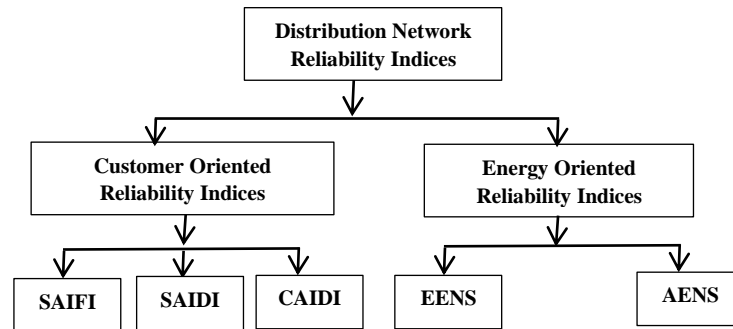 Distribution Network
Reliability Indices
Customer Oriented
Reliability Indices
Energy Oriented
Reliability Indices
SAIFI
SAIDI
CAIDI
EENS
AENS